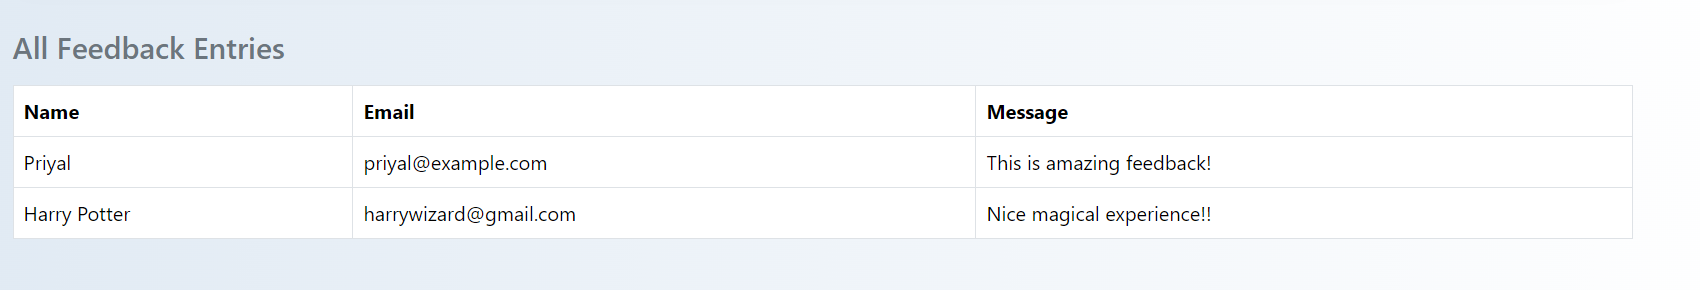 All Feedback Entries
Name Email Message
Priyal priyal@example.com This is amazing feedback!
Harry Potter harrywizard@gmail.com Nice magical experience!!